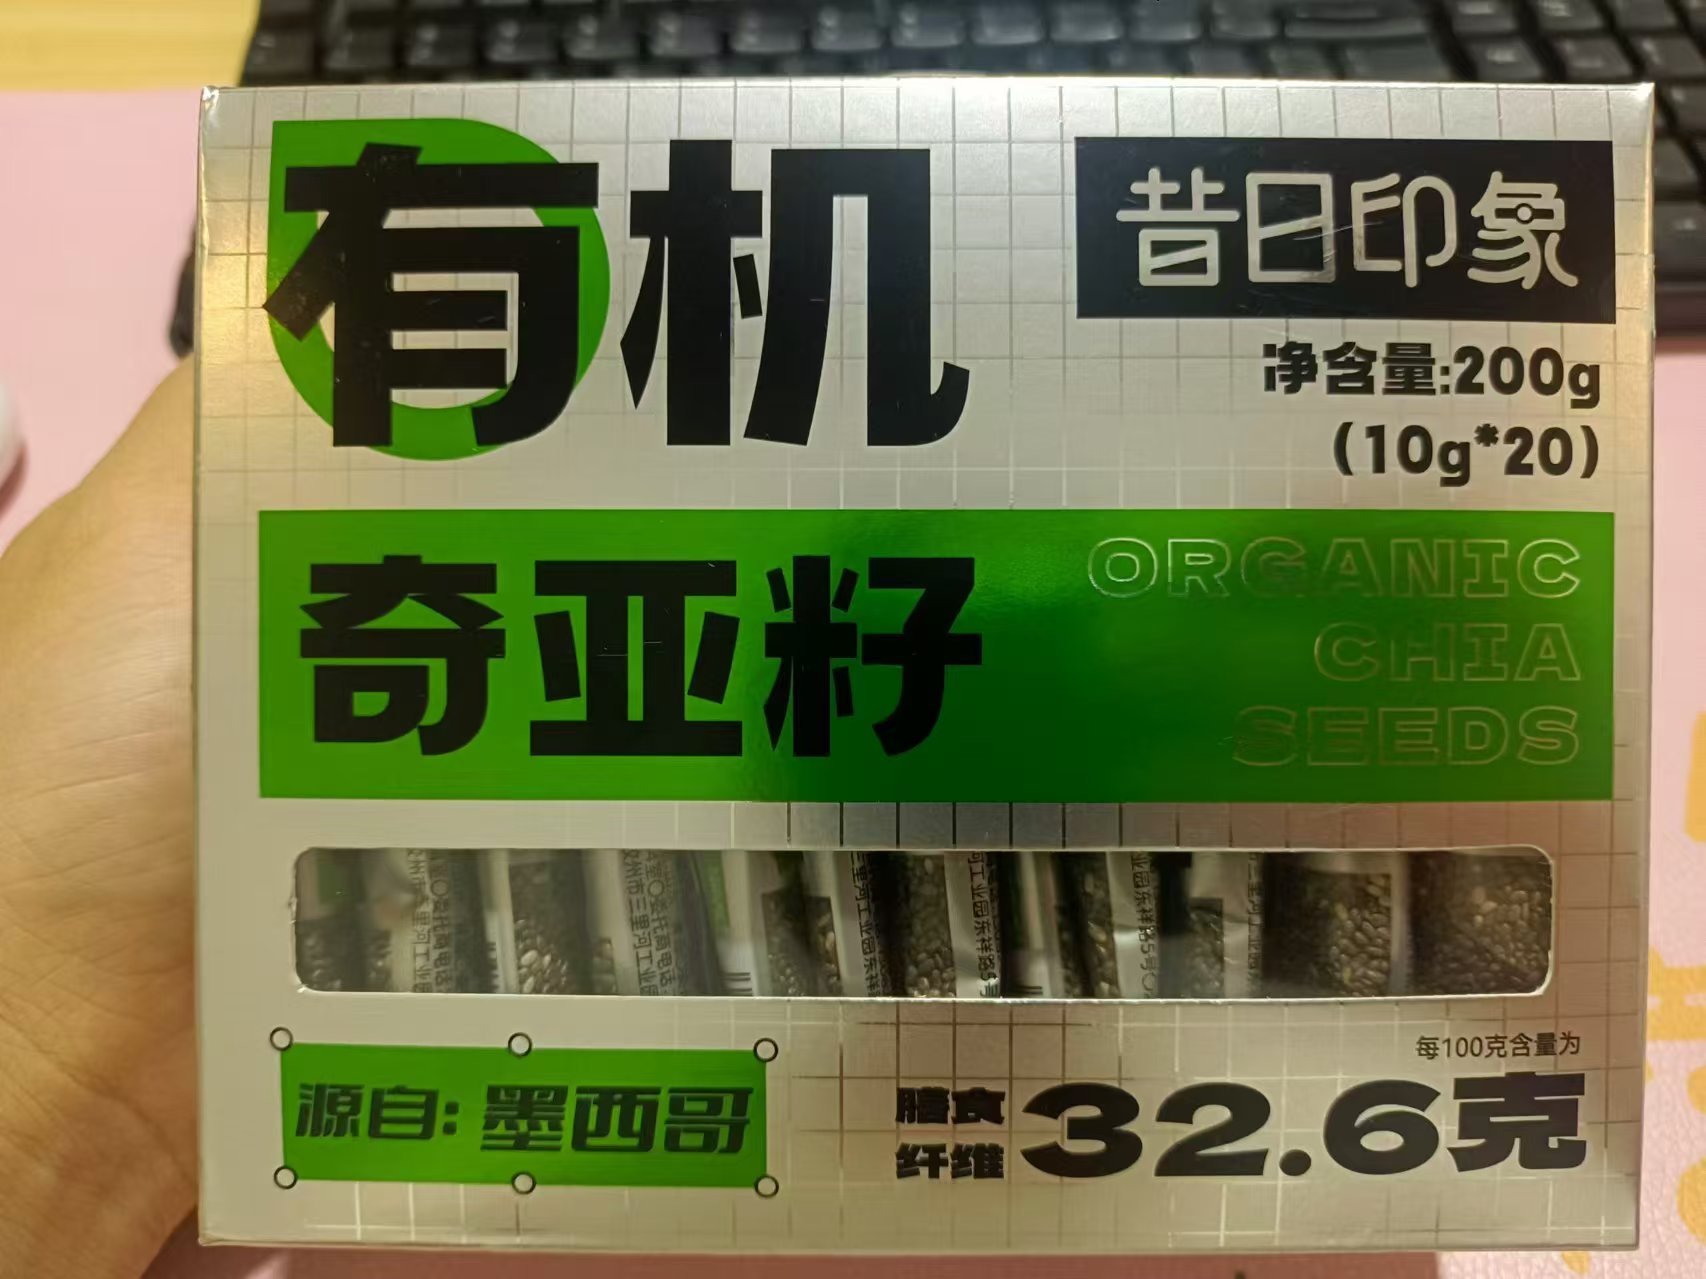 有机
昔日印象
净含量:200g
(10g*20)
奇亚籽
ORGANIC
CHIA
SEEDS
源自:墨西哥
每100克含量为
膳食
纤维
32.6克